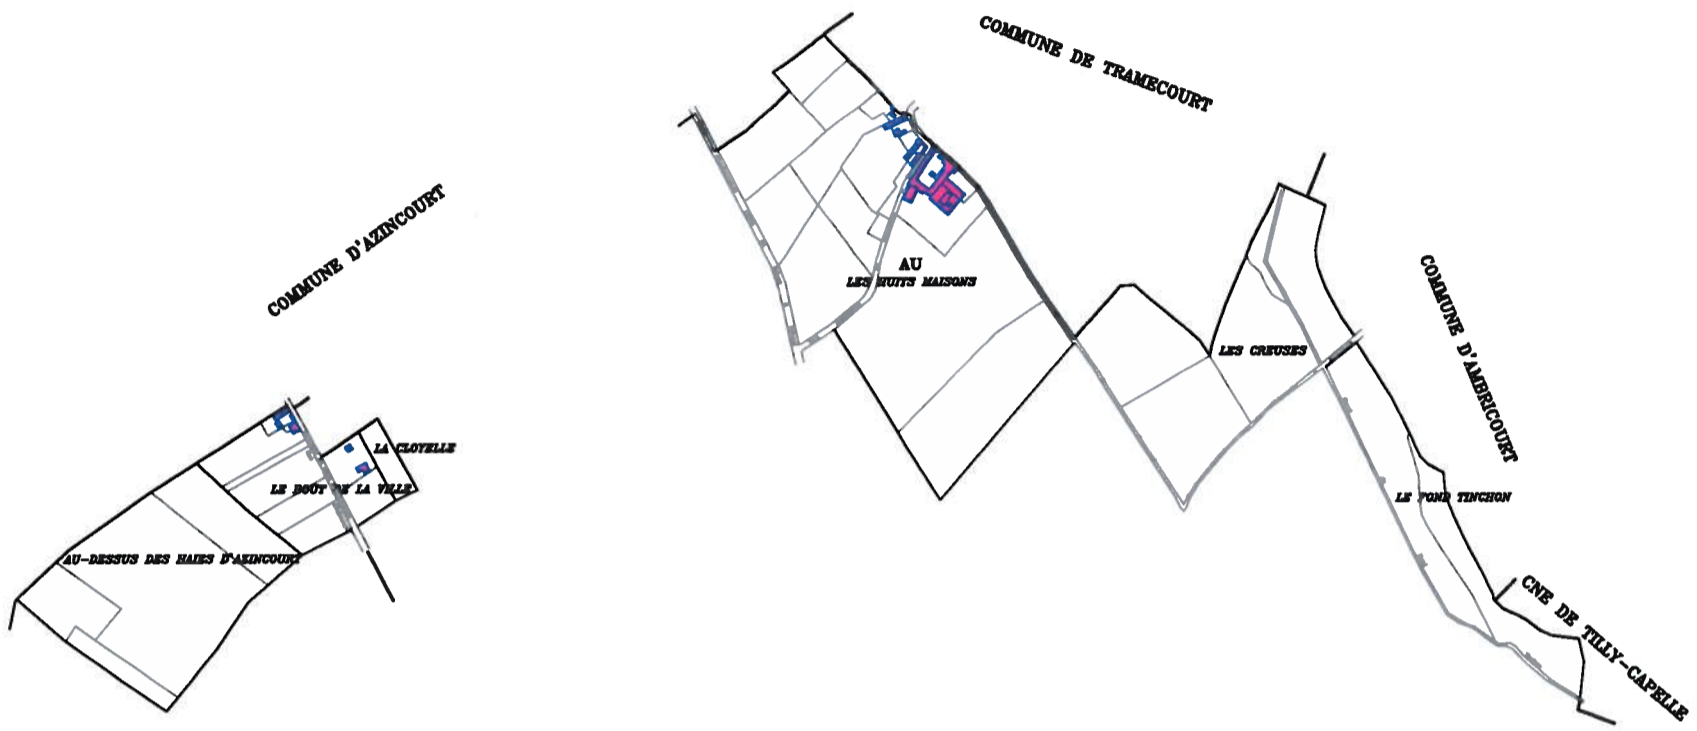 COMMUNE DE TRAMECOURT
COMMUNE D'AZINCOURT
AU
LES HUITS MAISONS
COMMUNE D'AMBRICOURT
LES CREUSES
LA CLOYELLE
LE BOUT DE LA VILLE
LE FOND TINCHON
AU-DESSUS DES HAIES D'AZINCOURT
CNE DE TILLY-CAPELLE